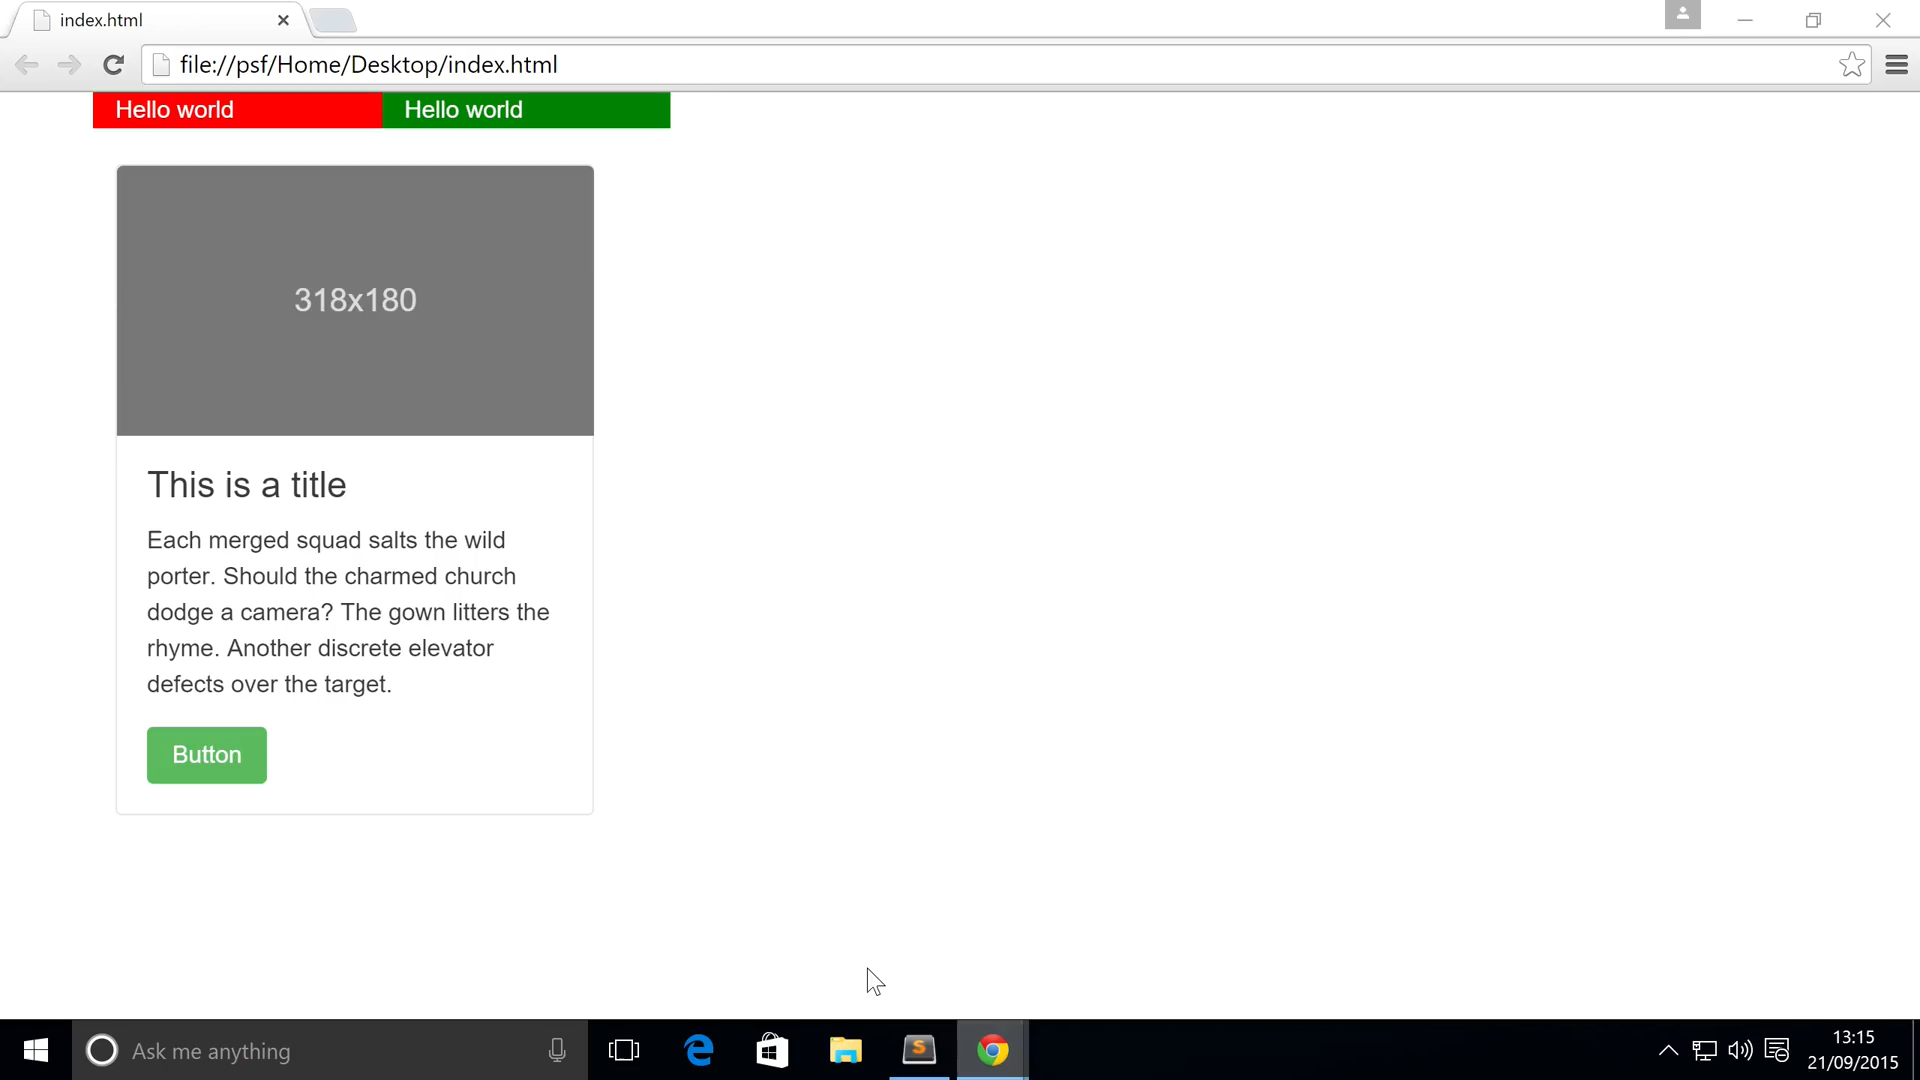 index.html
file://psf/Home/Desktop/index.html
Hello world Hello world
318x180
This is a title
Each merged squad salts the wild
porter. Should the charmed church
dodge a camera? The gown litters the
rhyme. Another discrete elevator
defects over the target.
Button
Ask me anything
S
13:15
21/09/2015